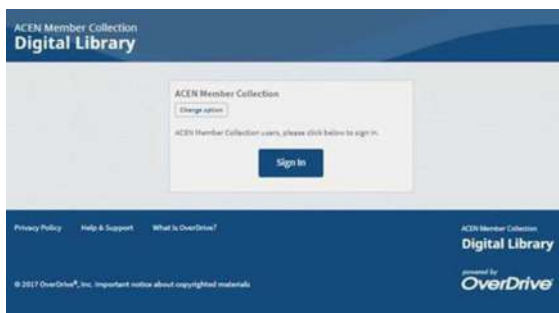 ACEN Member Collection
Digital Library
ACEN Member Collection
Change option
ACEN Member Collection users, please click below to sign in.
Sign In
Privacy Policy Help & Support What is OverDrive?
ACEN Member Collection
Digital Library
© 2017 OverDrive®, Inc. Important notice about copyrighted materials
powered by
OverDrive